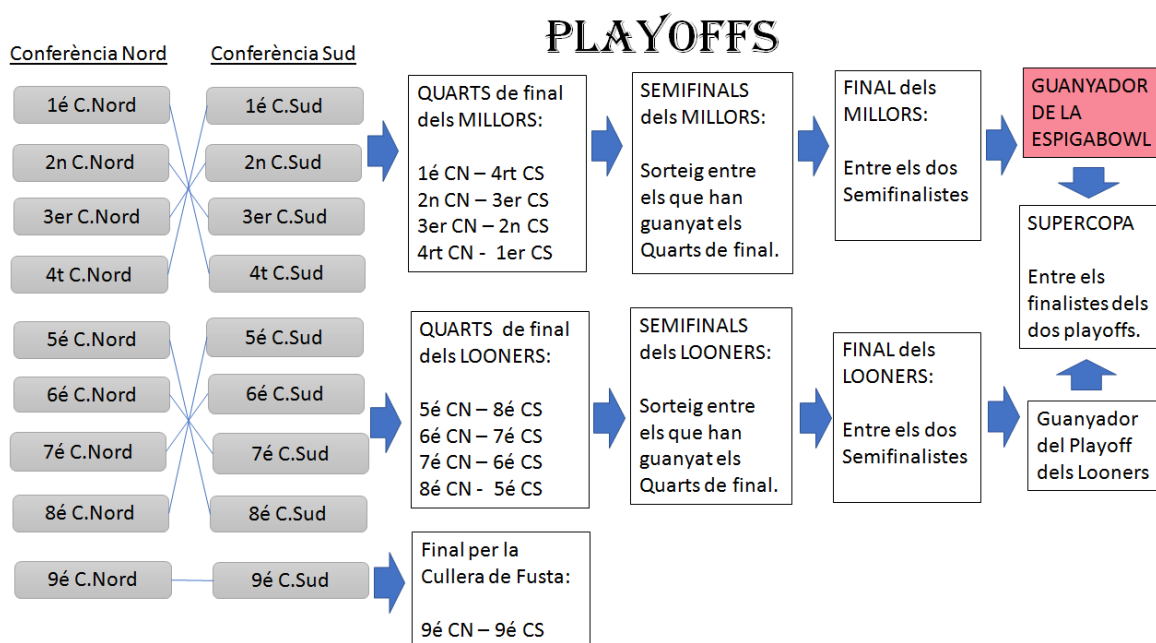 PLAYOFFS
Conferència Nord
Conferència Sud
1é C.Nord
1é C.Sud
2n C.Nord
2n C.Sud
3er C.Nord
3er C.Sud
4t C.Nord
4t C.Sud
5é C.Nord
5é C.Sud
6é C.Nord
6é C.Sud
7é C.Nord
7é C.Sud
8é C.Nord
8é C.Sud
9é C.Nord
9é C.Sud
QUARTS de final
dels MILLORS:
1é CN – 4rt CS
2n CN – 3er CS
3er CN – 2n CS
4rt CN - 1er CS
SEMIFINALS
dels MILLORS:
Sorteig entre
els que han
guanyat els
Quarts de final.
FINAL dels
MILLORS:
Entre els dos
Semifinalistes
GUANYADOR
DE LA
ESPIGABOWL
SUPERCOPA
Entre els
finalistes dels
dos playoffs.
QUARTS de final
dels LOONERS:
5é CN – 8é CS
6é CN – 7é CS
7é CN – 6é CS
8é CN - 5é CS
SEMIFINALS
dels LOONERS:
Sorteig entre
els que han
guanyat els
Quarts de final.
FINAL dels
LOONERS:
Entre els dos
Semifinalistes
Guanyador
del Playoff
dels Looners
Final per la
Cullera de Fusta:
9é CN – 9é CS